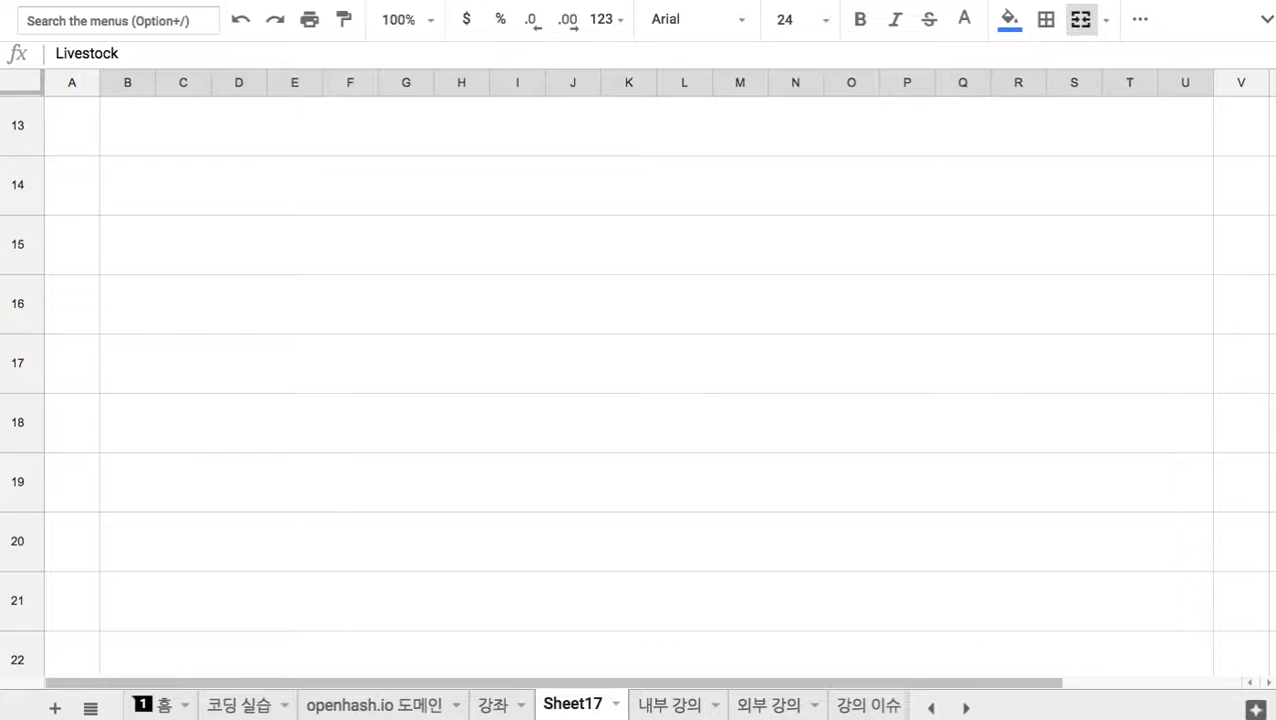 Search the menus (Option+/) 100% $ % .0 .00 123 Arial 24 B I S A
fx Livestock
A B C D E F G H I J K L M N O P Q R S T U V
13
14
15
16
17
18
19
20
21
22
1 홈 코딩 실습 openhash.io 도메인 강좌 Sheet17 내부 강의 외부 강의 강의 이슈